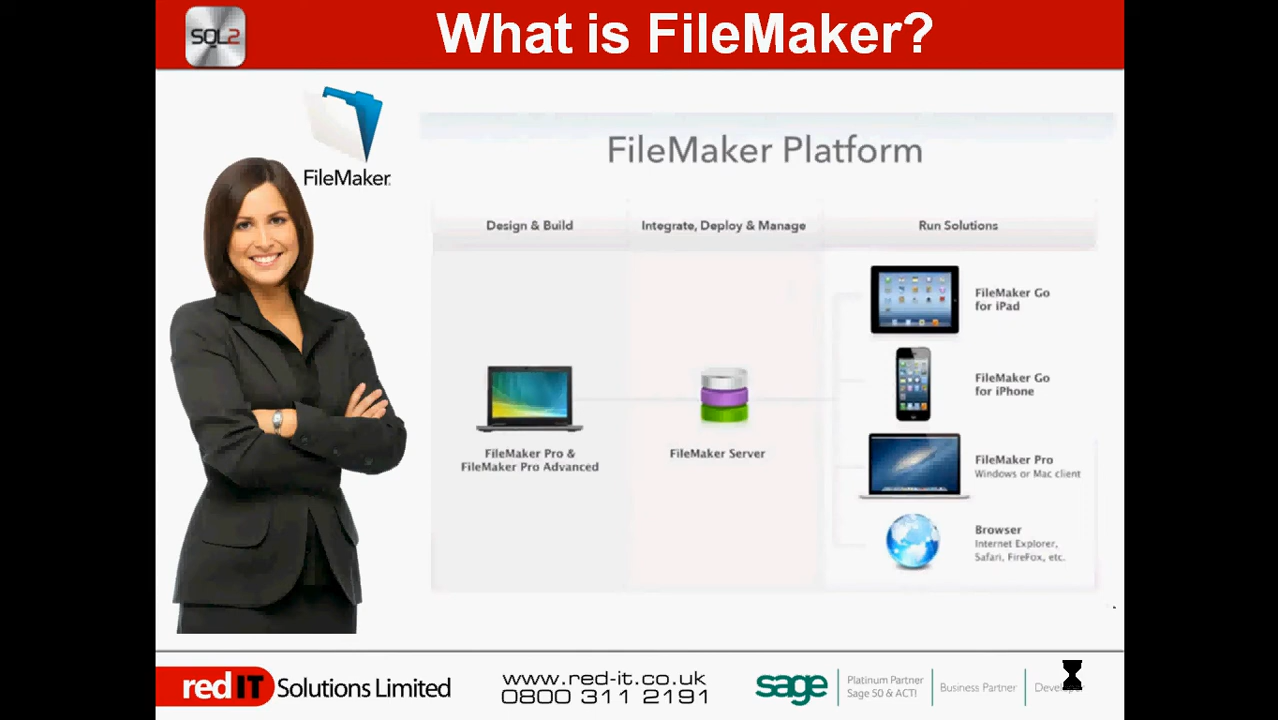 SQL2
What is FileMaker?
FileMaker
FileMaker Platform
Design & Build
Integrate, Deploy & Manage
Run Solutions
FileMaker Go
for iPad
FileMaker Go
for iPhone
FileMaker Pro &
FileMaker Pro Advanced
FileMaker Server
FileMaker Pro
Windows or Mac client
Browser
Internet Explorer,
Safari, FireFox, etc.
red IT Solutions Limited
www.red-it.co.uk
0800 311 2191
sage
Platinum Partner
Sage 50 & ACT!
Business Partner